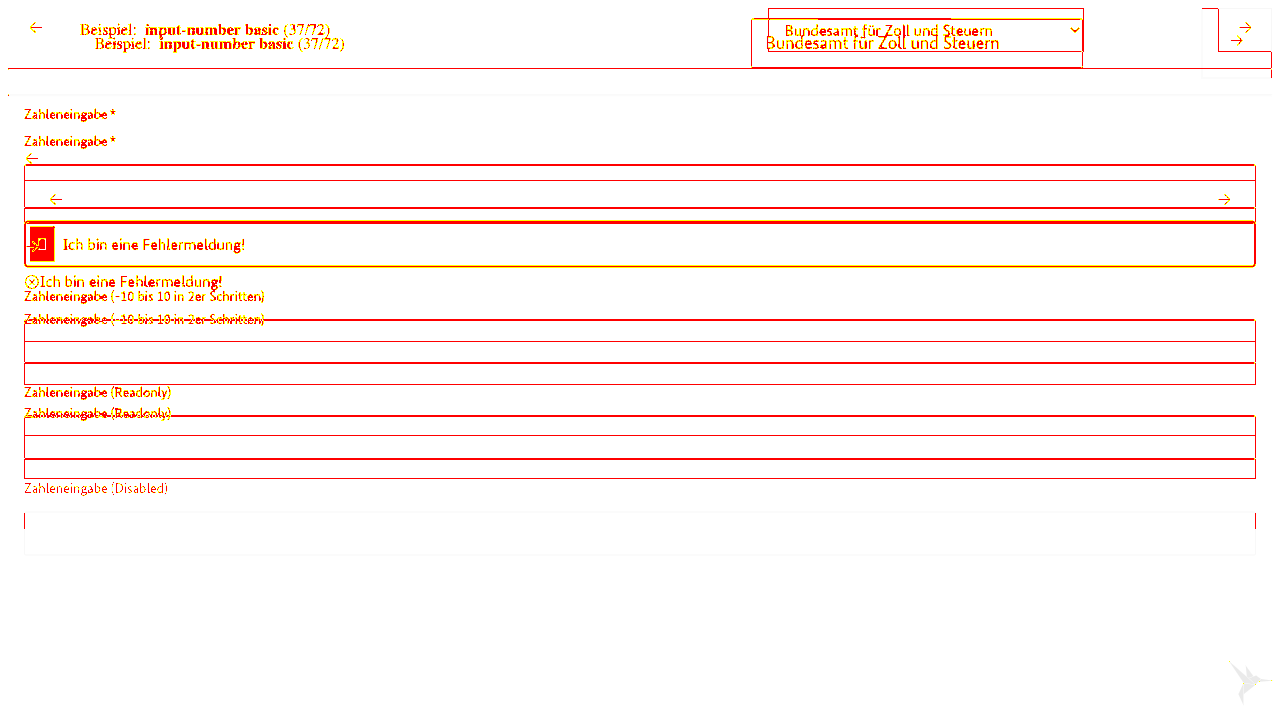 Beispiel: input-number basic (37/72)
Bundesamt für Zoll und Steuern
Beispiel: input-number basic (37/72)
Bundesamt für Zoll und Steuern
Zahleneingabe *
Zahleneingabe *
Ich bin eine Fehlermeldung!
Ich bin eine Fehlermeldung!
Zahleneingabe (-10 bis 10 in 2er Schritten)
Zahleneingabe (-10 bis 10 in 2er Schritten)
Zahleneingabe (Readonly)
Zahleneingabe (Readonly)
Zahleneingabe (Disabled)